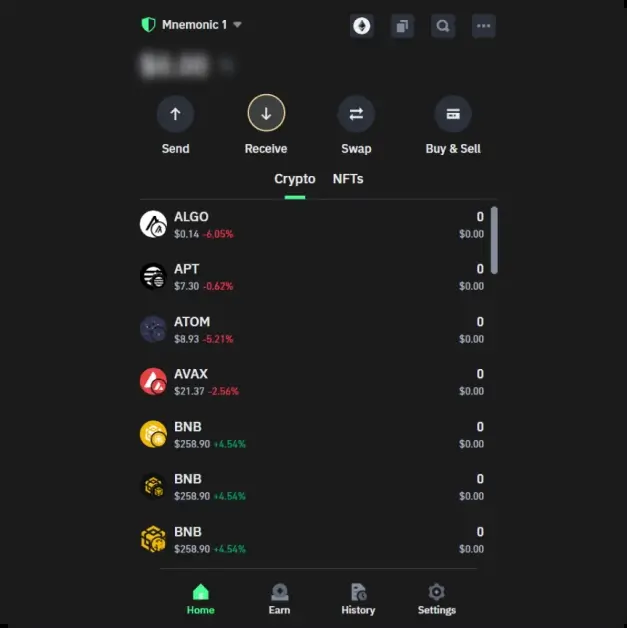 Mnemonic 1
Send Receive Swap Buy & Sell
Crypto NFTs
ALGO 0
$0.14 -6.05% $0.00
APT 0
$7.30 -0.62% $0.00
ATOM 0
$8.93 -5.21% $0.00
AVAX 0
$21.37 -2.56% $0.00
BNB 0
$258.90 +4.54% $0.00
BNB 0
$258.90 +4.54% $0.00
BNB 0
$258.90 +4.54% $0.00
Home Earn History Settings